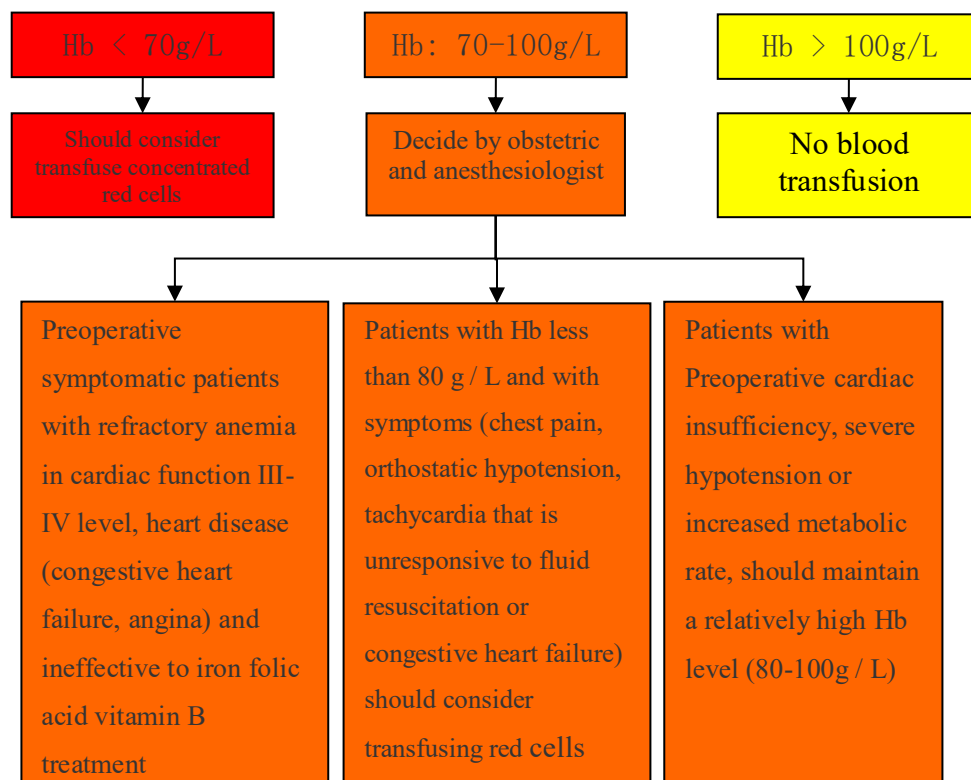 Hb < 70g/L
Hb: 70-100g/L
Hb > 100g/L
Should consider
transfuse concentrated
red cells
Decide by obstetric
and anesthesiologist
No blood
transfusion
Preoperative
symptomatic patients
with refractory anemia
in cardiac function III-
IV level, heart disease
(congestive heart
failure, angina) and
ineffective to iron folic
acid vitamin B
treatment
Patients with Hb less
than 80 g / L and with
symptoms (chest pain,
orthostatic hypotension,
tachycardia that is
unresponsive to fluid
resuscitation or
congestive heart failure)
should consider
transfusing red cells
Patients with
Preoperative cardiac
insufficiency, severe
hypotension or
increased metabolic
rate, should maintain
a relatively high Hb
level (80-100g / L)